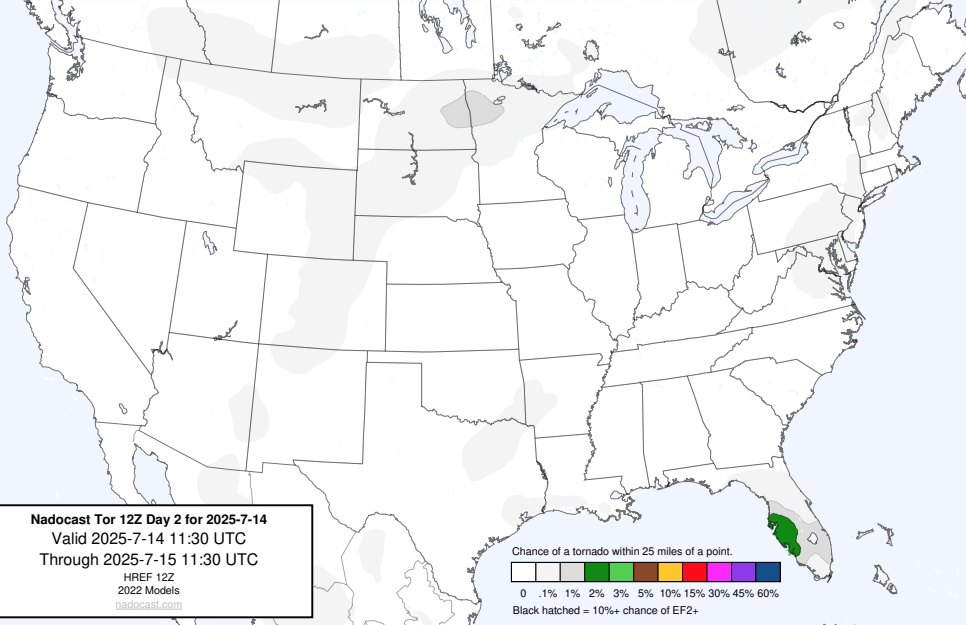 Nadocast Tor 12Z Day 2 for 2025-7-14
Valid 2025-7-14 11:30 UTC
Through 2025-7-15 11:30 UTC
HREF 12Z
2022 Models
nadocast.com
Chance of a tornado within 25 miles of a point.
0 .1% 1% 2% 3% 5% 10% 15% 30% 45% 60%
Black hatched = 10%+ chance of EF2+